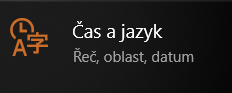 Čas a jazyk
Řeč, oblast, datum